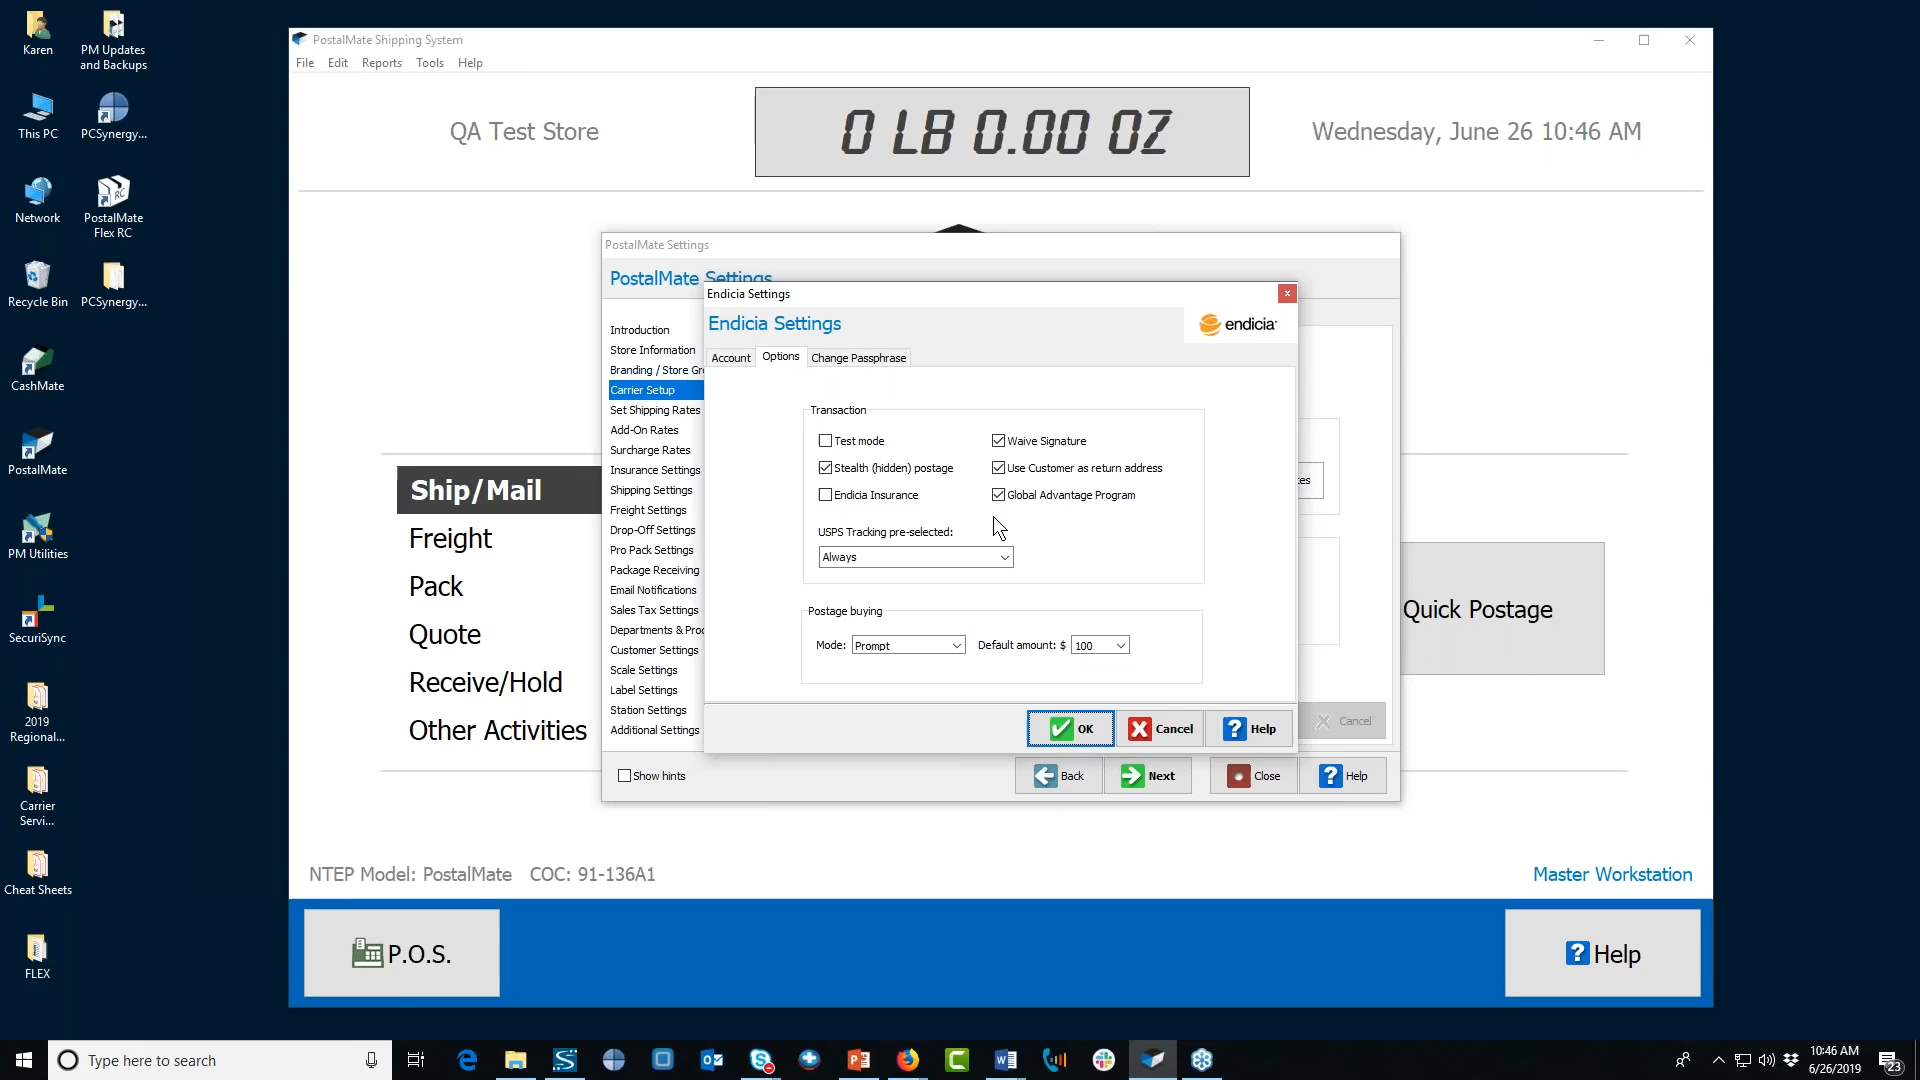 Karen
PM Updates
and Backups
This PC
PCSynergy...
Network
PostalMate
Flex RC
Recycle Bin
PCSynergy...
CashMate
PostalMate
PM Utilities
SecuriSync
2019
Regional...
Carrier
Servi...
Cheat Sheets
FLEX
PostalMate Shipping System
File Edit Reports Tools Help
QA Test Store
0 LB 0.00 OZ
Wednesday, June 26 10:46 AM
Ship/Mail
Freight
Pack
Quote
Receive/Hold
Other Activities
PostalMate Settings
PostalMate Settings
Introduction
Store Information
Branding / Store Gr
Carrier Setup
Set Shipping Rates
Add-On Rates
Surcharge Rates
Insurance Settings
Shipping Settings
Freight Settings
Drop-Off Settings
Pro Pack Settings
Package Receiving
Email Notifications
Sales Tax Settings
Departments & Pro
Customer Settings
Scale Settings
Label Settings
Station Settings
Additional Settings
Endicia Settings
Endicia Settings
endicia
Account Options Change Passphrase
Transaction
Test mode
Waive Signature
Stealth (hidden) postage
Use Customer as return address
Endicia Insurance
Global Advantage Program
USPS Tracking pre-selected:
Always
Postage buying
Mode: Prompt Default amount: $ 100
OK Cancel Help
es
Cancel
Show hints
Back Next Close Help
Quick Postage
NTEP Model: PostalMate COC: 91-136A1
Master Workstation
P.O.S.
Help
Type here to search
10:46 AM
6/26/2019
23